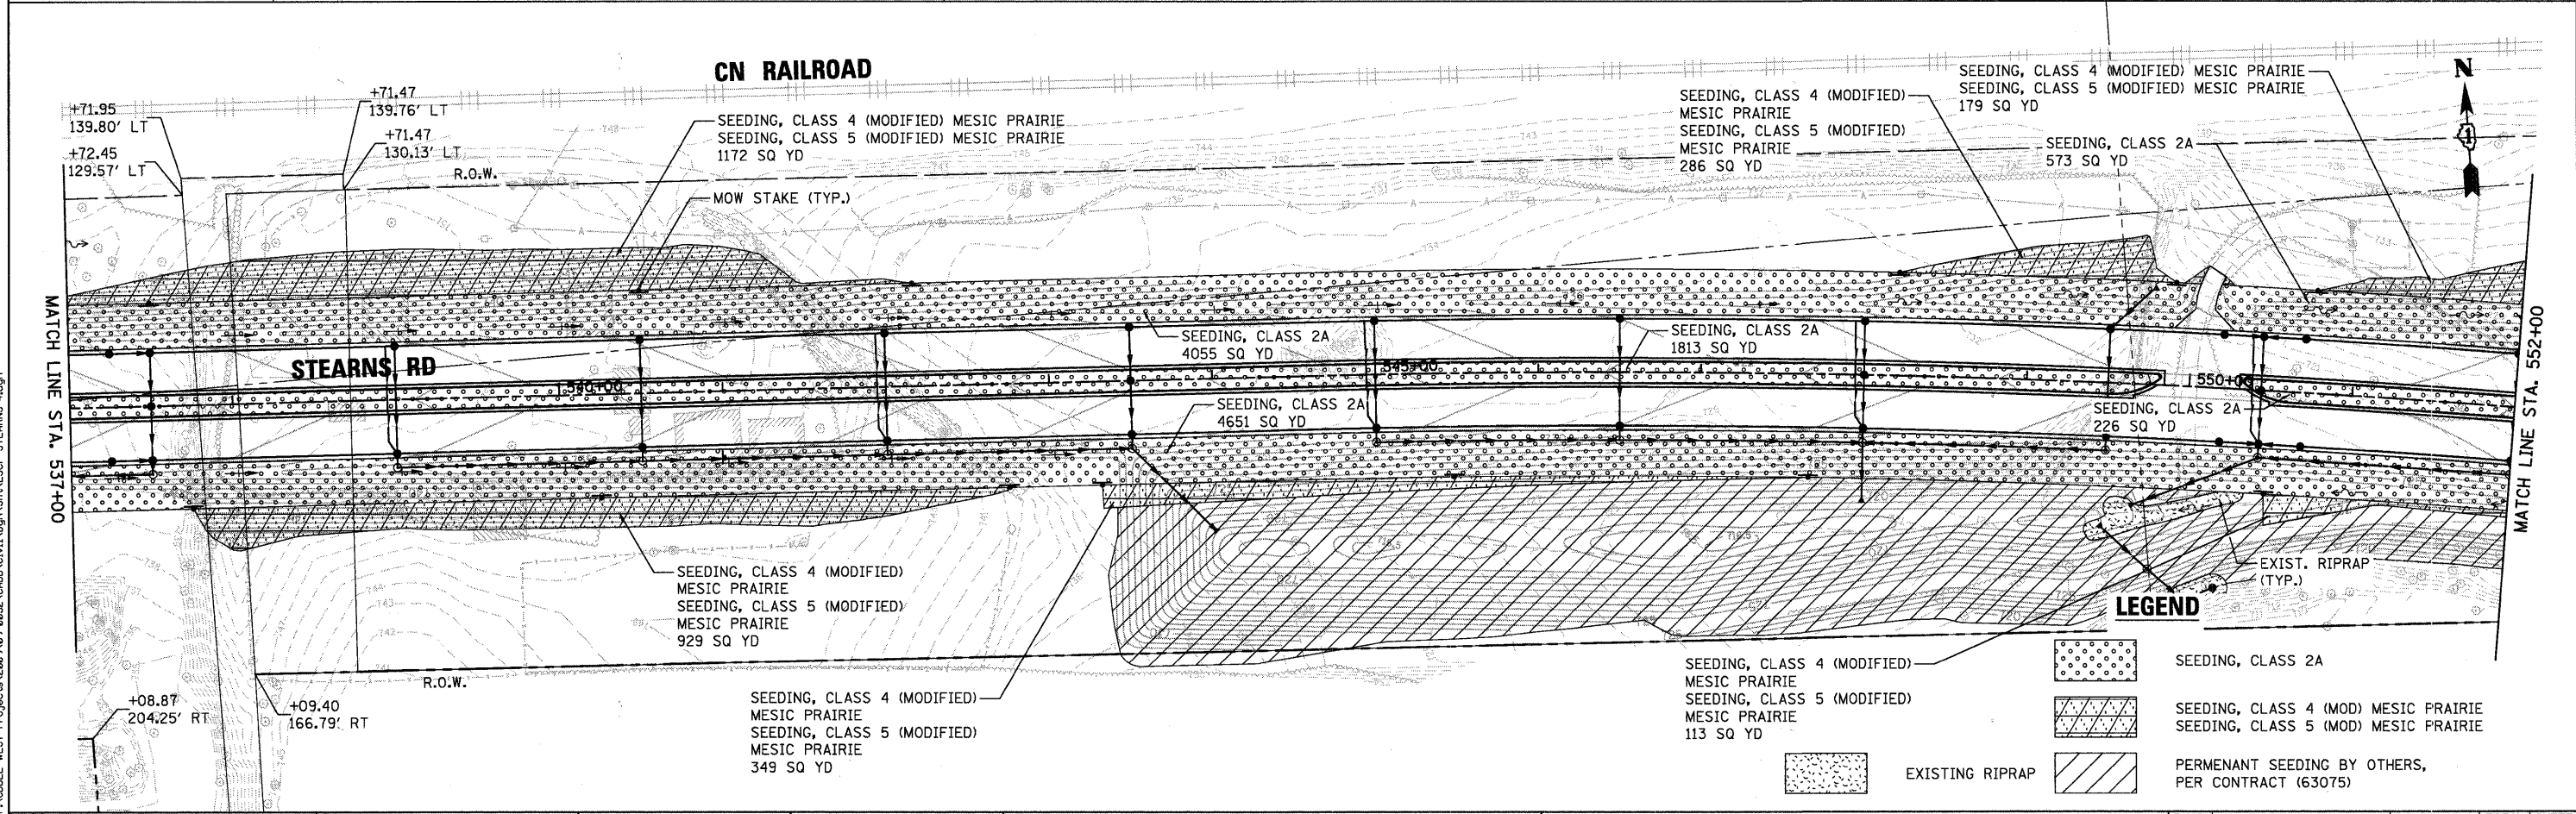 CN RAILROAD
+71.95
139.80' LT
+72.45
129.57' LT
+71.47
139.76' LT
+71.47
130.13' LT
R.O.W.
SEEDING, CLASS 4 (MODIFIED) MESIC PRAIRIE
SEEDING, CLASS 5 (MODIFIED) MESIC PRAIRIE
1172 SQ YD
MOW STAKE (TYP.)
SEEDING, CLASS 4 (MODIFIED)
MESIC PRAIRIE
SEEDING, CLASS 5 (MODIFIED)
MESIC PRAIRIE
286 SQ YD
SEEDING, CLASS 4 (MODIFIED) MESIC PRAIRIE
SEEDING, CLASS 5 (MODIFIED) MESIC PRAIRIE
179 SQ YD
SEEDING, CLASS 2A
573 SQ YD
N
MATCH LINE STA. 537+00
STEARNS RD
540+00
SEEDING, CLASS 2A
4055 SQ YD
545+00
SEEDING, CLASS 2A
1813 SQ YD
550+00
SEEDING, CLASS 2A
4651 SQ YD
SEEDING, CLASS 2A
226 SQ YD
MATCH LINE STA. 552+00
SEEDING, CLASS 4 (MODIFIED)
MESIC PRAIRIE
SEEDING, CLASS 5 (MODIFIED)
MESIC PRAIRIE
929 SQ YD
EXIST. RIPRAP
(TYP.)
R.O.W.
+08.87
204.25' RT
+09.40
166.79' RT
SEEDING, CLASS 4 (MODIFIED)
MESIC PRAIRIE
SEEDING, CLASS 5 (MODIFIED)
MESIC PRAIRIE
349 SQ YD
SEEDING, CLASS 4 (MODIFIED)
MESIC PRAIRIE
SEEDING, CLASS 5 (MODIFIED)
MESIC PRAIRIE
113 SQ YD
LEGEND
SEEDING, CLASS 2A
SEEDING, CLASS 4 (MOD) MESIC PRAIRIE
SEEDING, CLASS 5 (MOD) MESIC PRAIRIE
EXISTING RIPRAP
PERMENANT SEEDING BY OTHERS,
PER CONTRACT (63075)